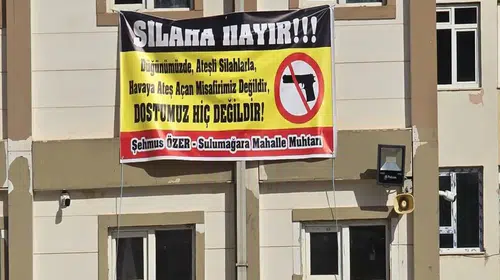 SİLAHA HAYIR!!!
Düğünümüzde, Ateşli Silahlarla,
Havaya Ateş Açan Misafirimiz Değildir,
DOSTUMUZ HİÇ DEĞİLDİR!
Şehmus ÖZER - Sulumağara Mahalle Muhtarı